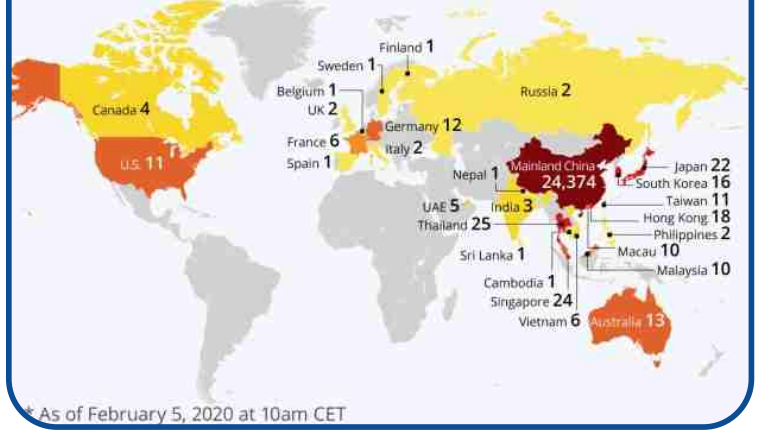 Finland 1
Sweden 1
Belgium 1
Russia 2
Canada 4
UK 2
Germany 12
France 6
Italy 2
U.S. 11
Spain 1
Mainland China
24,374
Japan 22
Nepal 1
South Korea 16
Taiwan 11
UAE 5
India 3
Hong Kong 18
Thailand 25
Philippines 2
Macau 10
Sri Lanka 1
Malaysia 10
Cambodia 1
Singapore 24
Vietnam 6
Australia 13
* As of February 5, 2020 at 10am CET